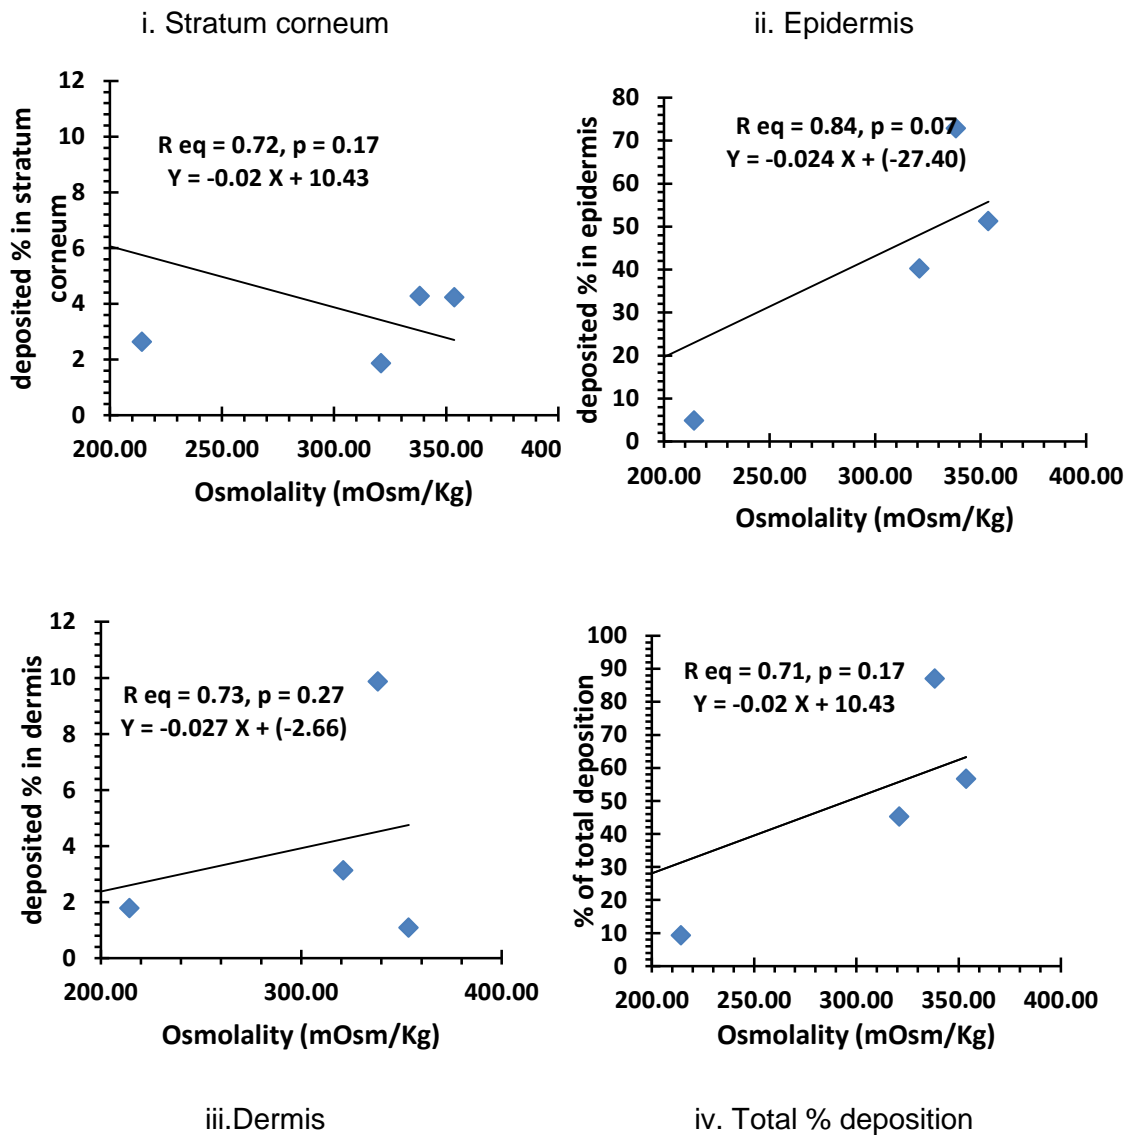 i. Stratum corneum
ii. Epidermis
12
10
8
6
4
2
0
deposited % in stratum
corneum
R eq = 0.72, p = 0.17
Y = -0.02 X + 10.43
200.00
300.00
400.00
Osmolality (mOsm/Kg)
80
70
60
50
40
30
20
10
0
deposited % in epidermis
R eq = 0.84, p = 0.07
Y = -0.024 X + (-27.40)
200.00
250.00
300.00
350.00
400.00
Osmolality (mOsm/Kg)
12
10
8
6
4
2
0
deposited % in dermis
R eq = 0.73, p = 0.27
Y = -0.027 X + (-2.66)
200.00
300.00
400.00
Osmolality (mOsm/Kg)
100
90
80
70
60
50
40
30
20
10
0
% of total deposition
R eq = 0.71, p = 0.17
Y = -0.02 X + 10.43
200.00
250.00
300.00
350.00
400.00
Osmolality (mOsm/Kg)
iii.Dermis
iv. Total % deposition